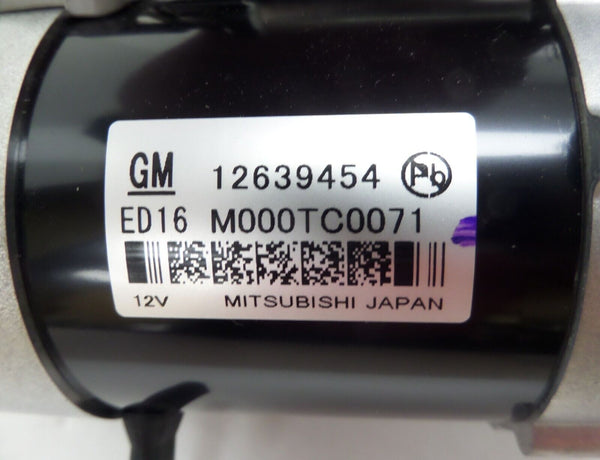 GM 12639454 Pb
ED16 M000TC0071
12V MITSUBISHI JAPAN